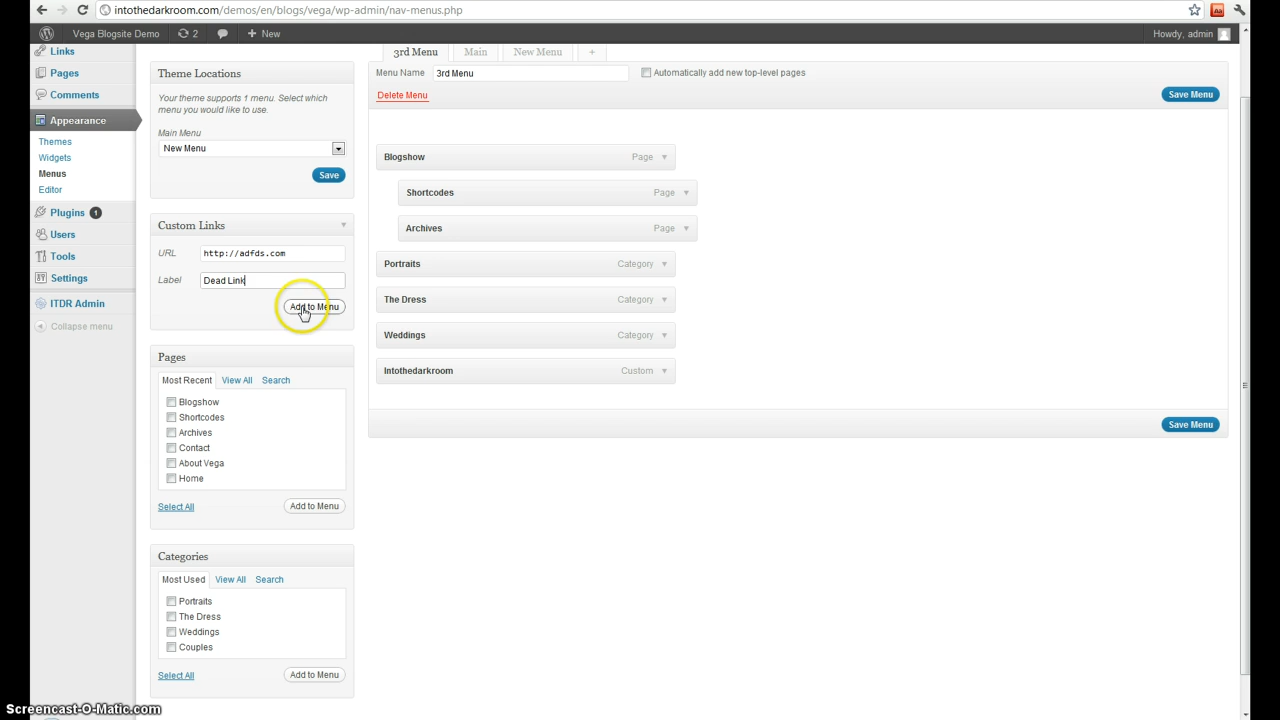 intothedarkroom.com/demos/en/blogs/vega/wp-admin/nav-menus.php
Vega Blogsite Demo 2 + New Howdy, admin
Links
Pages
Comments
Appearance
Themes
Widgets
Menus
Editor
Plugins 1
Users
Tools
Settings
ITDR Admin
Collapse menu
Theme Locations
Your theme supports 1 menu. Select which
menu you would like to use.
Main Menu
New Menu
Save
Custom Links
URL http://adfds.com
Label Dead Link
Add to Menu
Pages
Most Recent View All Search
Blogshow
Shortcodes
Archives
Contact
About Vega
Home
Select All Add to Menu
Categories
Most Used View All Search
Portraits
The Dress
Weddings
Couples
Select All Add to Menu
3rd Menu Main New Menu +
Menu Name 3rd Menu Automatically add new top-level pages
Delete Menu Save Menu
Blogshow Page
Shortcodes Page
Archives Page
Portraits Category
The Dress Category
Weddings Category
Intothedarkroom Custom
Save Menu
Screencast-O-Matic.com